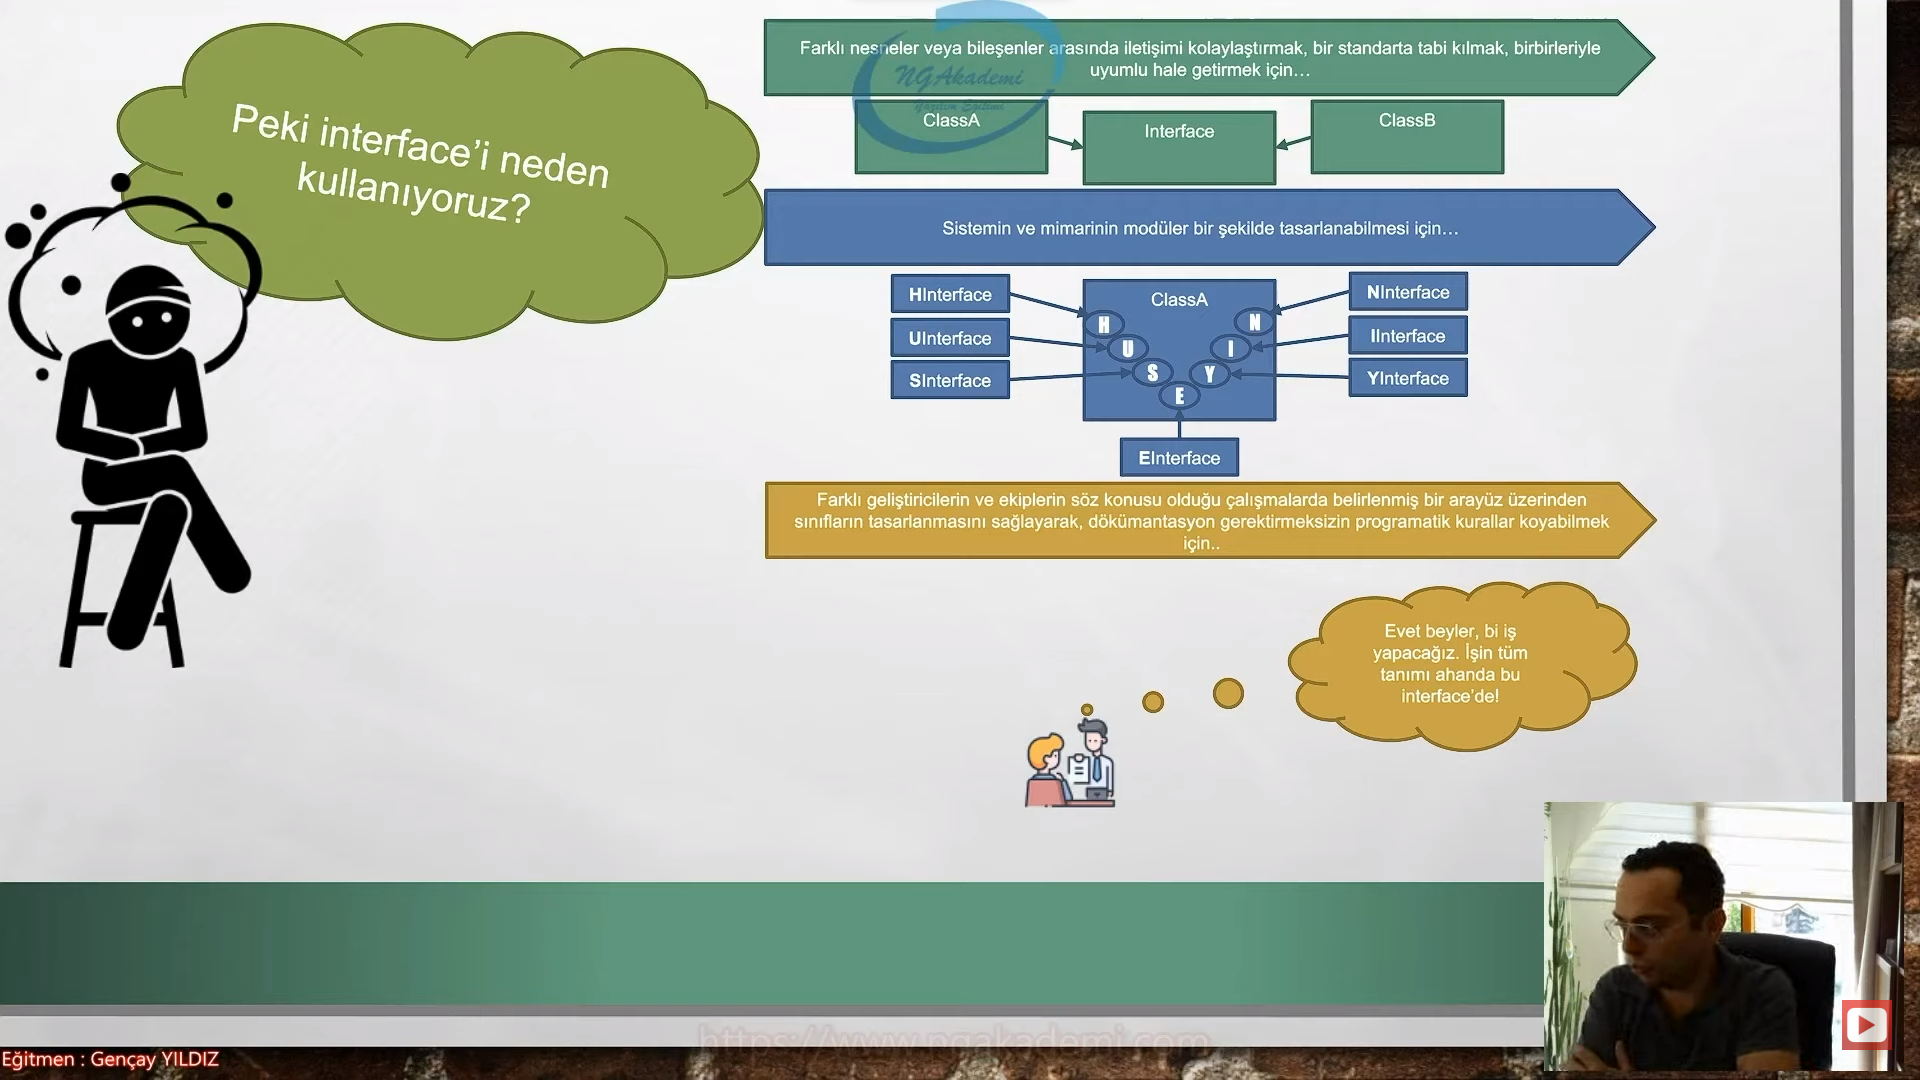 Peki interface'i neden
kullanıyoruz?
Farklı nesneler veya bileşenler arasında iletişimi kolaylaştırmak, bir standarta tabi kılmak, birbirleriyle
uyumlu hale getirmek için...
NGAkademi
Yazılım Eğitimi
ClassA
Interface
ClassB
Sistemin ve mimarinin modüler bir şekilde tasarlanabilmesi için...
HInterface
UInterface
SInterface
ClassA
H
U
S
E
Y
I
N
NInterface
IInterface
YInterface
EInterface
Farklı geliştiricilerin ve ekiplerin söz konusu olduğu çalışmalarda belirlenmiş bir arayüz üzerinden
sınıfların tasarlanmasını sağlayarak, dökümantasyon gerektirmeksizin programatik kurallar koyabilmek
için..
Evet beyler, bi iş
yapacağız. İşin tüm
tanımı ahanda bu
interface'de!
https://www.ngakademi.com
Eğitmen : Gençay YILDIZ